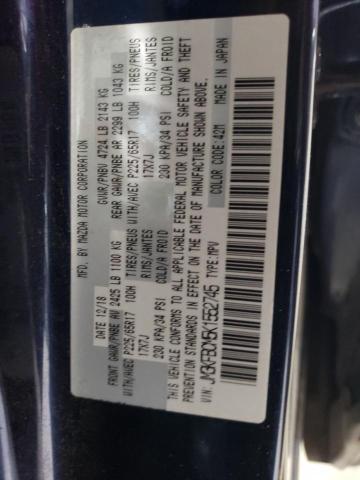 MFD. BY MAZDA MOTOR CORPORATION
DATE 12/18 GVWR/PNBV 4724 LB 2143 KG
FRONT GAWR/PNBE AV 2425 LB 1100 KG REAR GAWR/PNBE AR 2299 LB 1043 KG
WITH/AVEC P225/65R17 100H TIRES/PNEUS WITH/AVEC P225/65R17 100H TIRES/PNEUS
17X7J RIMS/JANTES 17X7J RIMS/JANTES
230 KPA/34 PSI COLD/A FROID 230 KPA/34 PSI COLD/A FROID
THIS VEHICLE CONFORMS TO ALL APPLICABLE FEDERAL MOTOR VEHICLE SAFETY AND THEFT
PREVENTION STANDARDS IN EFFECT ON THE DATE OF MANUFACTURE SHOWN ABOVE.
VIN: TYPE:MPV COLOR:42M MADE IN JAPAN